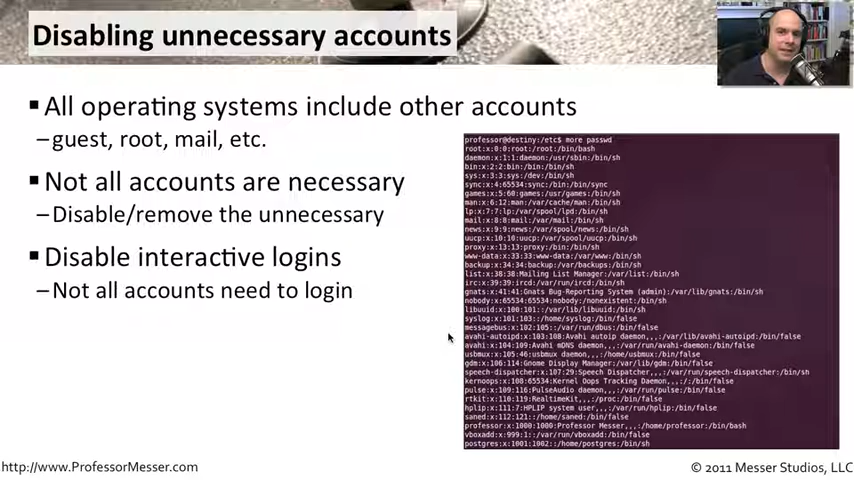 Disabling unnecessary accounts
▪All operating systems include other accounts
–guest, root, mail, etc.
▪Not all accounts are necessary
–Disable/remove the unnecessary
▪Disable interactive logins
–Not all accounts need to login
professor@destiny:/etc$ more passwd
root:x:0:0:root:/root:/bin/bash
daemon:x:1:1:daemon:/usr/sbin:/bin/sh
bin:x:2:2:bin:/bin:/bin/sh
sys:x:3:3:sys:/dev:/bin/sh
sync:x:4:65534:sync:/bin:/bin/sync
games:x:5:60:games:/usr/games:/bin/sh
man:x:6:12:man:/var/cache/man:/bin/sh
lp:x:7:7:lp:/var/spool/lpd:/bin/sh
mail:x:8:8:mail:/var/mail:/bin/sh
news:x:9:9:news:/var/spool/news:/bin/sh
uucp:x:10:10:uucp:/var/spool/uucp:/bin/sh
proxy:x:13:13:proxy:/bin:/bin/sh
www-data:x:33:33:www-data:/var/www:/bin/sh
backup:x:34:34:backup:/var/backups:/bin/sh
list:x:38:38:Mailing List Manager:/var/list:/bin/sh
irc:x:39:39:ircd:/var/run/ircd:/bin/sh
gnats:x:41:41:Gnats Bug-Reporting System (admin):/var/lib/gnats:/bin/sh
nobody:x:65534:65534:nobody:/nonexistent:/bin/sh
libuuid:x:100:101::/var/lib/libuuid:/bin/sh
syslog:x:101:103::/home/syslog:/bin/false
messagebus:x:102:105::/var/run/dbus:/bin/false
avahi-autoipd:x:103:108:Avahi autoip daemon,,,:/var/lib/avahi-autoipd:/bin/false
avahi:x:104:109:Avahi mDNS daemon,,,:/var/run/avahi-daemon:/bin/false
usbmux:x:105:46:usbmux daemon,,,:/home/usbmux:/bin/false
gdm:x:106:114:Gnome Display Manager:/var/lib/gdm:/bin/false
speech-dispatcher:x:107:29:Speech Dispatcher,,,:/var/run/speech-dispatcher:/bin/sh
kernoops:x:108:65534:Kernel Oops Tracking Daemon,,,:/:/bin/false
pulse:x:109:116:PulseAudio daemon,,,:/var/run/pulse:/bin/false
rtkit:x:110:119:RealtimeKit,,,:/proc:/bin/false
hplip:x:111:7:HPLIP system user,,,:/var/run/hplip:/bin/false
saned:x:112:121::/home/saned:/bin/false
professor:x:1000:1000:Professor Messer,,,:/home/professor:/bin/bash
vboxadd:x:999:1::/var/run/vboxadd:/bin/false
postgres:x:1001:1002::/home/postgres:/bin/sh
http://www.ProfessorMesser.com
© 2011 Messer Studios, LLC